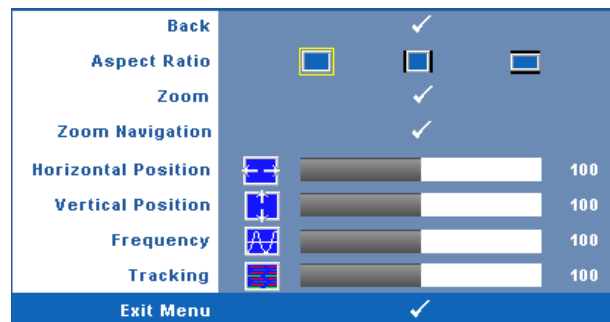 Back
Aspect Ratio
Zoom
Zoom Navigation
Horizontal Position 100
Vertical Position 100
Frequency 100
Tracking 100
Exit Menu